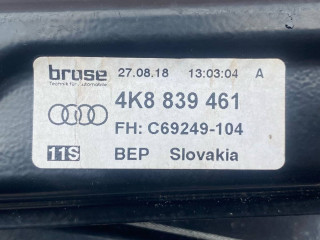 brose 27.08.18 13:03:04 A
Technik für Automobile
4K8 839 461
FH: C69249-104
11S BEP Slovakia